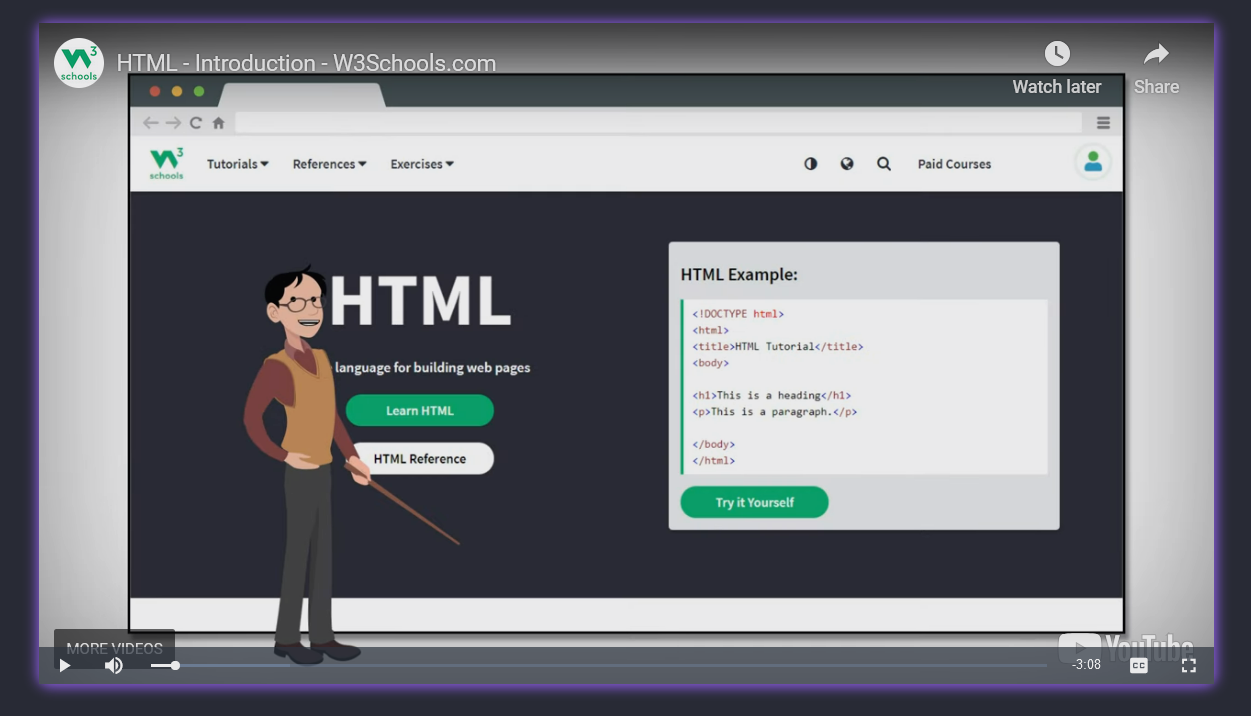 W3 schools
HTML - Introduction - W3Schools.com
Watch later
Share
W3 schools
Tutorials
References
Exercises
Paid Courses
HTML
language for building web pages
Learn HTML
HTML Reference
HTML Example:
<!DOCTYPE html>
<html>
<title>HTML Tutorial</title>
<body>
<h1>This is a heading</h1>
<p>This is a paragraph.</p>
</body>
</html>
Try it Yourself
MORE VIDEOS
YouTube
-3:08
CC